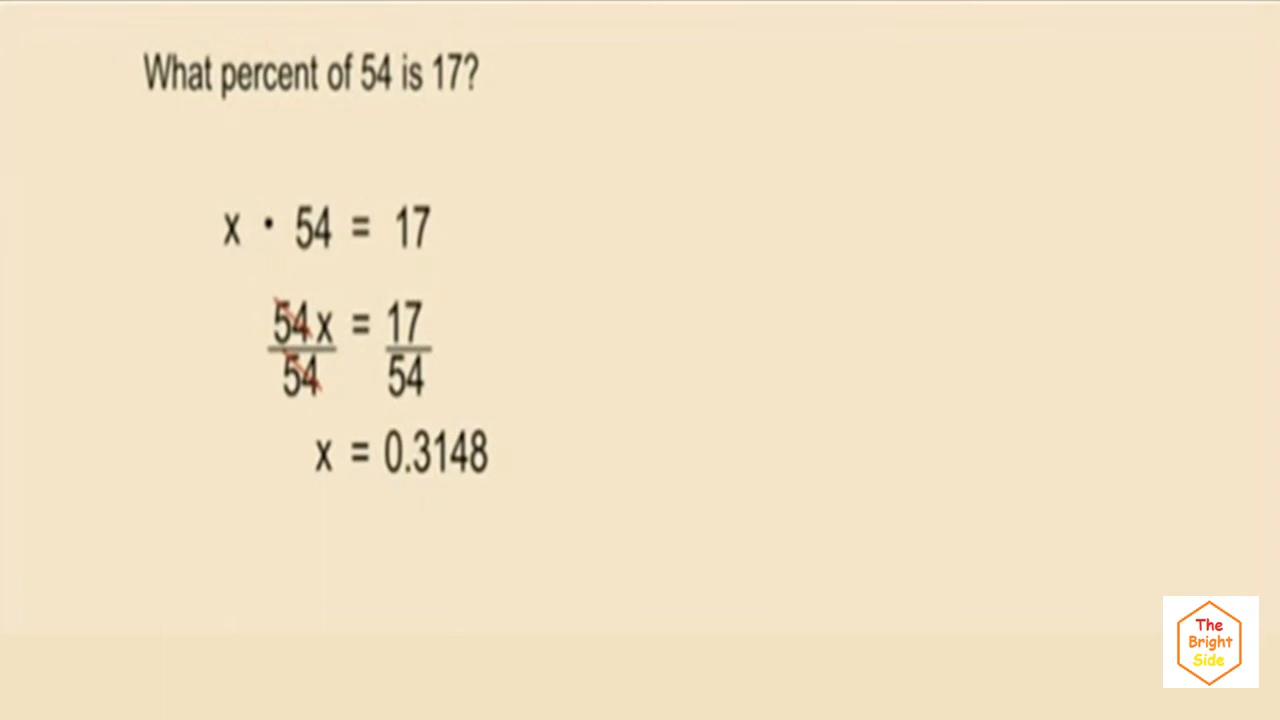 What percent of 54 is 17?
x · 54 = 17
54x = 17
54 54
x = 0.3148
The
Bright
Side